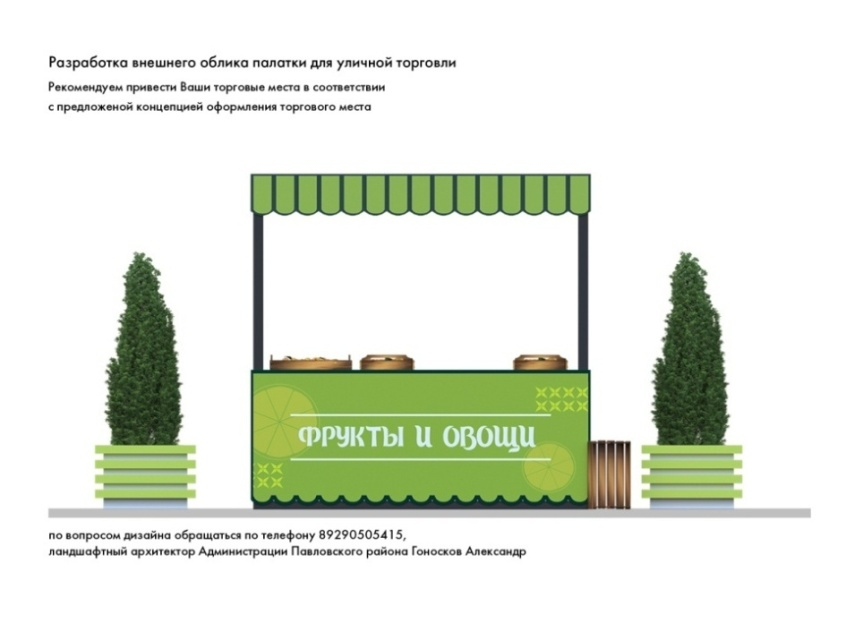 Разработка внешнего облика палатки для уличной торговли
Рекомендуем привести Ваши торговые места в соответствии
с предложеной концепцией оформления торгового места
ФРУКТЫ И ОВОЩИ
по вопросом дизайна обращаться по телефону 89290505415,
ландшафтный архитектор Администрации Павловского района Гоносков Александр